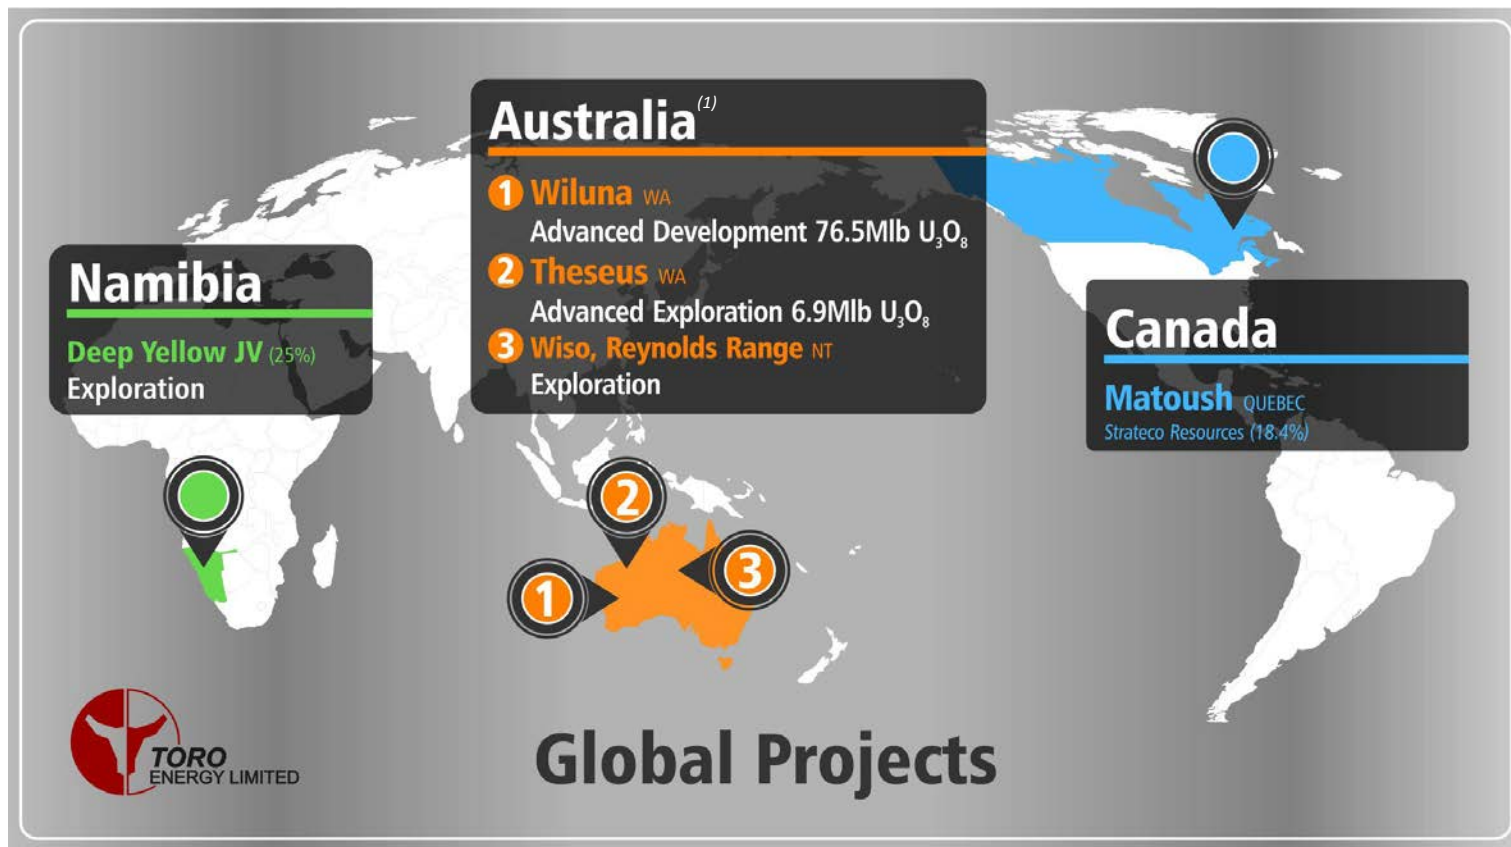 Australia(1)
1 Wiluna WA
Advanced Development 76.5Mlb U₃O₈
2 Theseus WA
Advanced Exploration 6.9Mlb U₃O₈
3 Wiso, Reynolds Range NT
Exploration
Namibia
Deep Yellow JV (25%)
Exploration
Canada
Matoush QUEBEC
Strateco Resources (18.4%)
2
1
3
TORO
ENERGY LIMITED
Global Projects